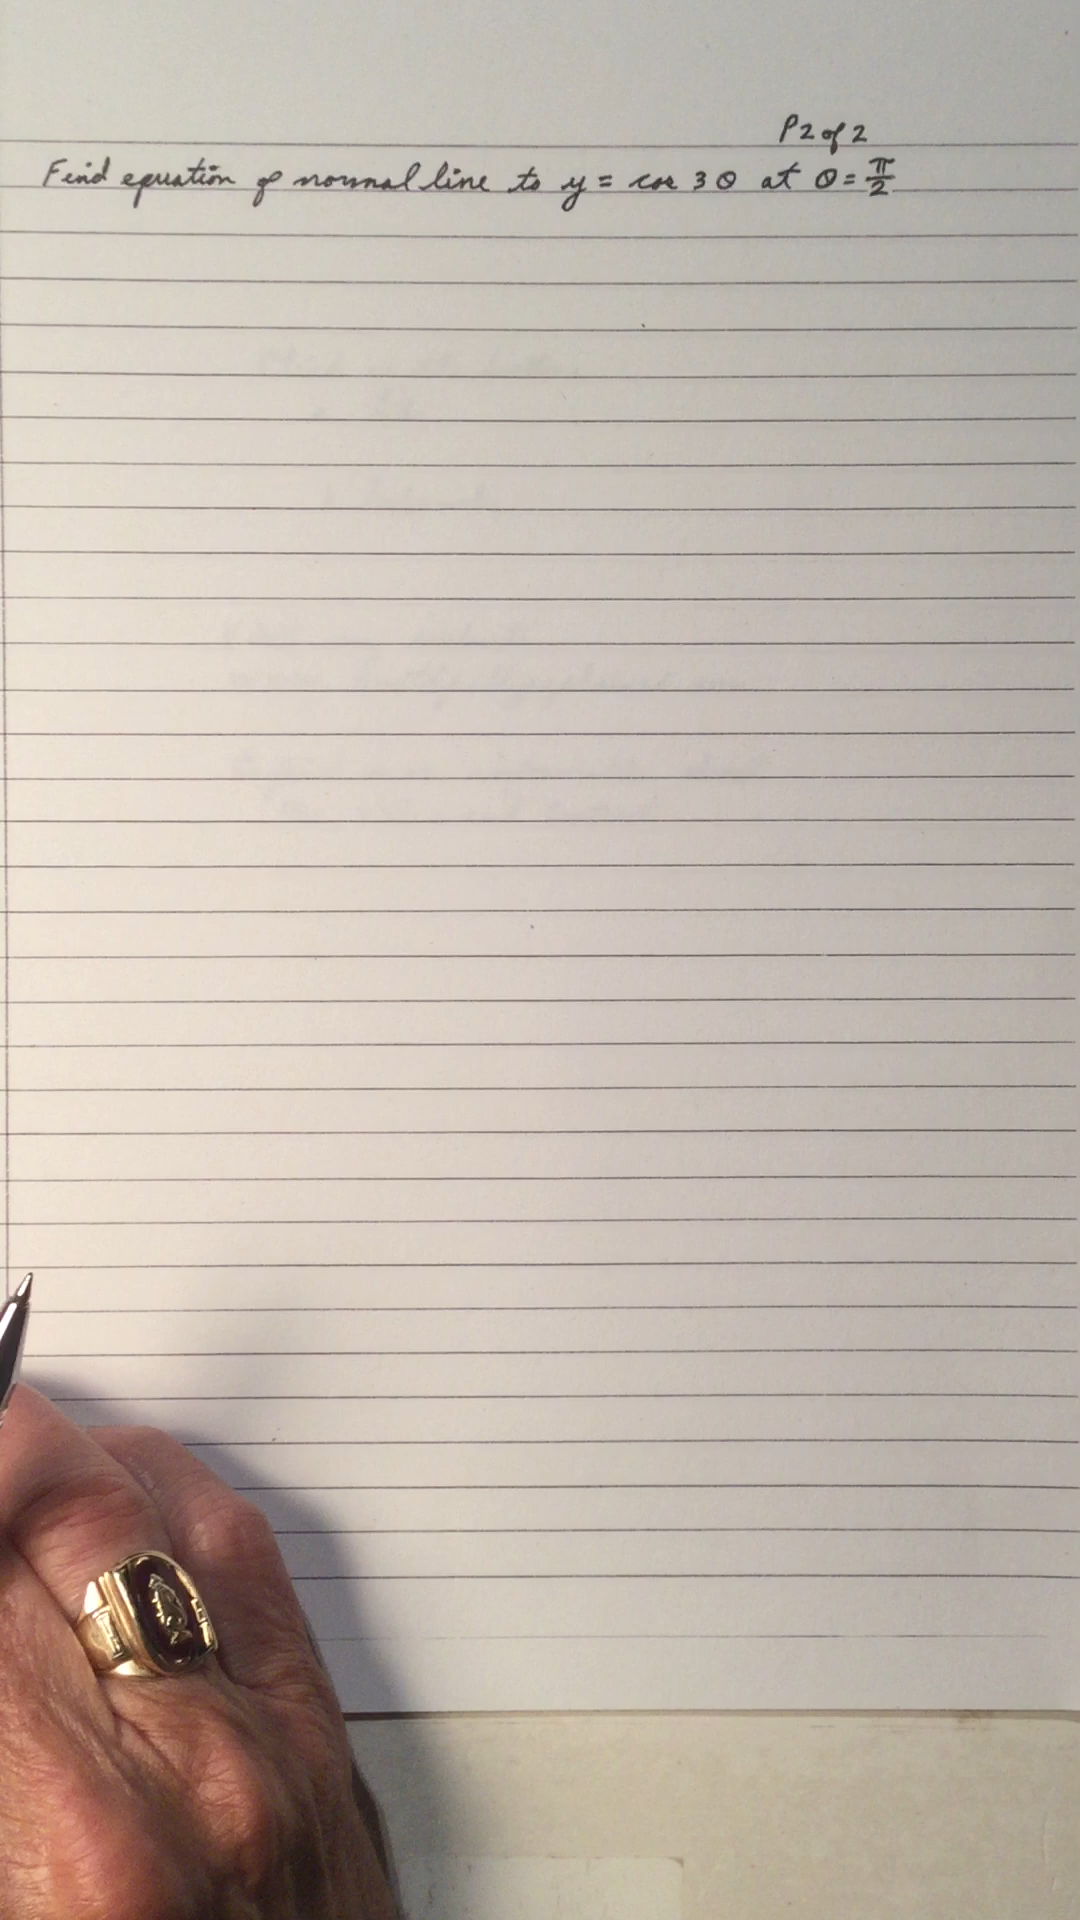 P2 of 2
Find equation of normal line to y = cos 3θ at θ = π/2